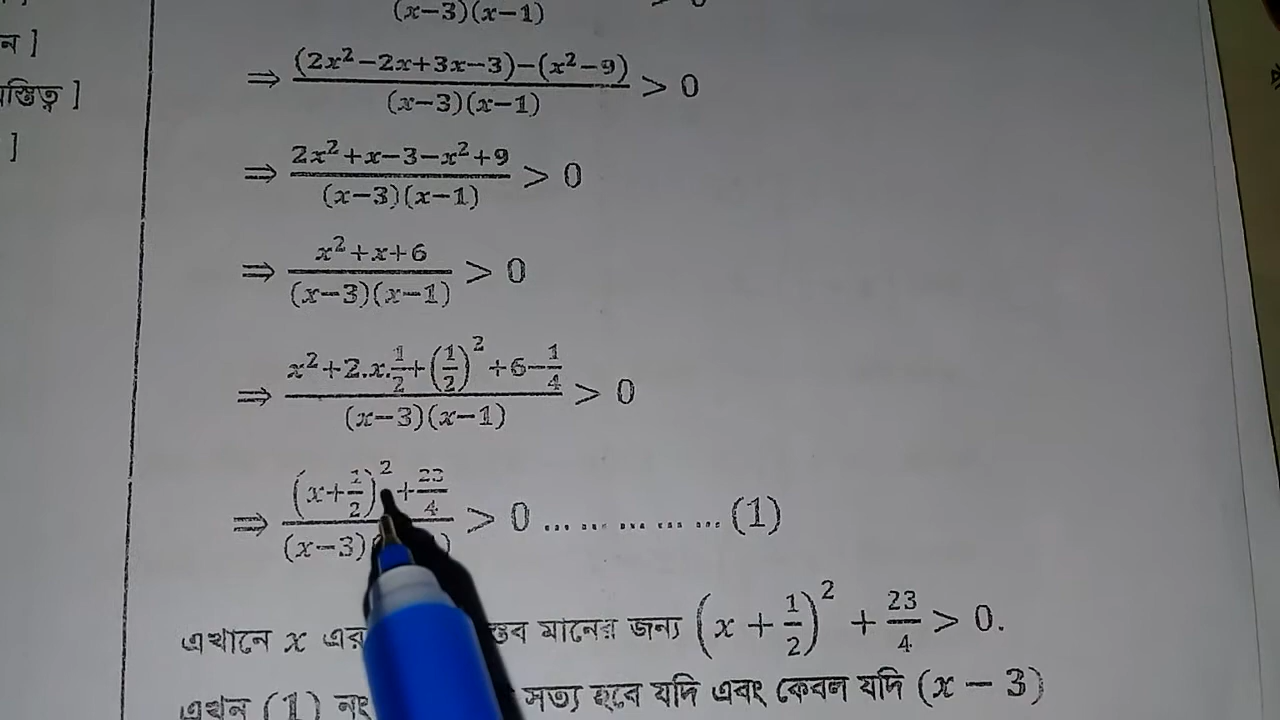 ন ]
]
(x−3)(x−1)
⇒ (2x²−2x+3x−3)−(x²−9) / (x−3)(x−1) > 0
⇒ 2x²+x−3−x²+9 / (x−3)(x−1) > 0
⇒ x²+x+6 / (x−3)(x−1) > 0
⇒ x²+2.x.1/2+(1/2)²+6−1/4 / (x−3)(x−1) > 0
⇒ (x+1/2)²+23/4 / (x−3) > 0 .................. (1)
এখানে x এর মানের জন্য (x + 1/2)² + 23/4 > 0.
এখন (1) নং সত্য হবে যদি এবং কেবল যদি (x − 3)